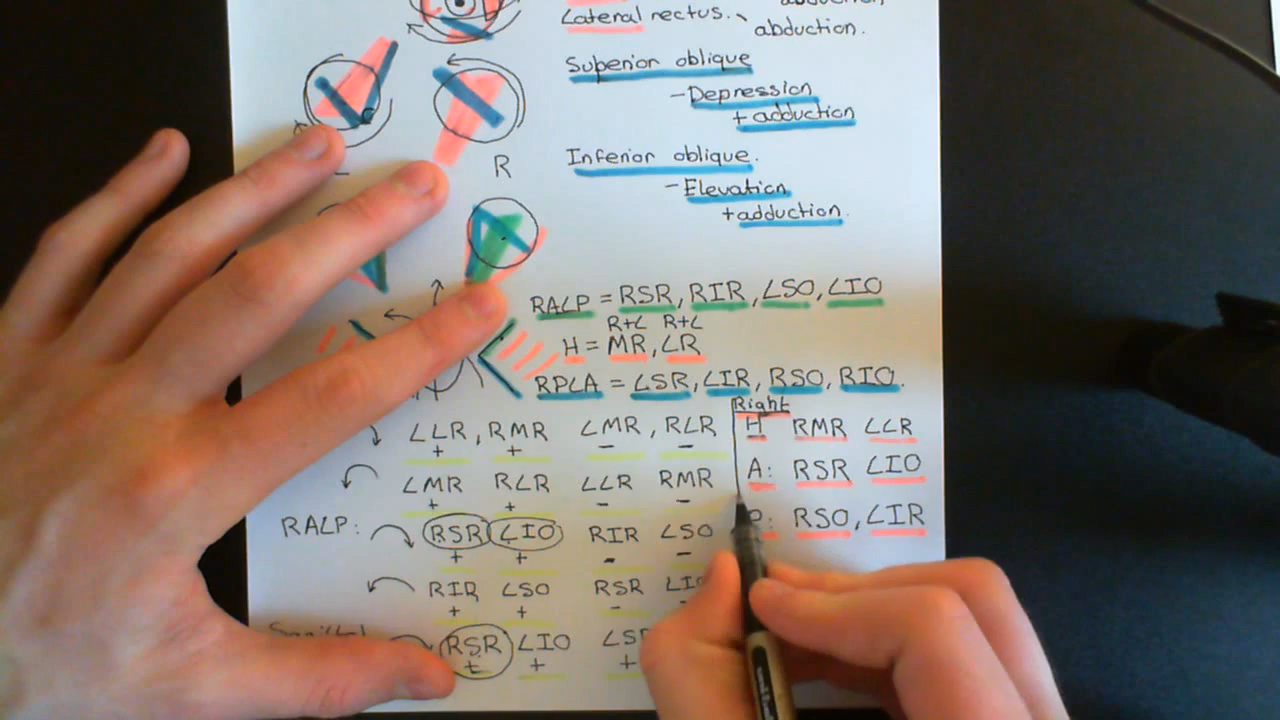 Lateral rectus.
abduction.
Superior oblique
- Depression
+ adduction
Inferior oblique.
- Elevation
+ adduction.
R
RALP = RSR, RIR, LSO, LIO
R+L R+L
H = MR, LR
RPLA = LSR, LIR, RSO, RIO.
Right
LLR, RMR LMR, RLR
+ + - -
H RMR LLR
LMR RLR LLR RMR
+ + - -
A: RSR LIO
RALP: RSR LIO RIR LSO
+ + - -
P: RSO, LIR
RIR LSO RSR
+ + -
RSR LIO
+ + +